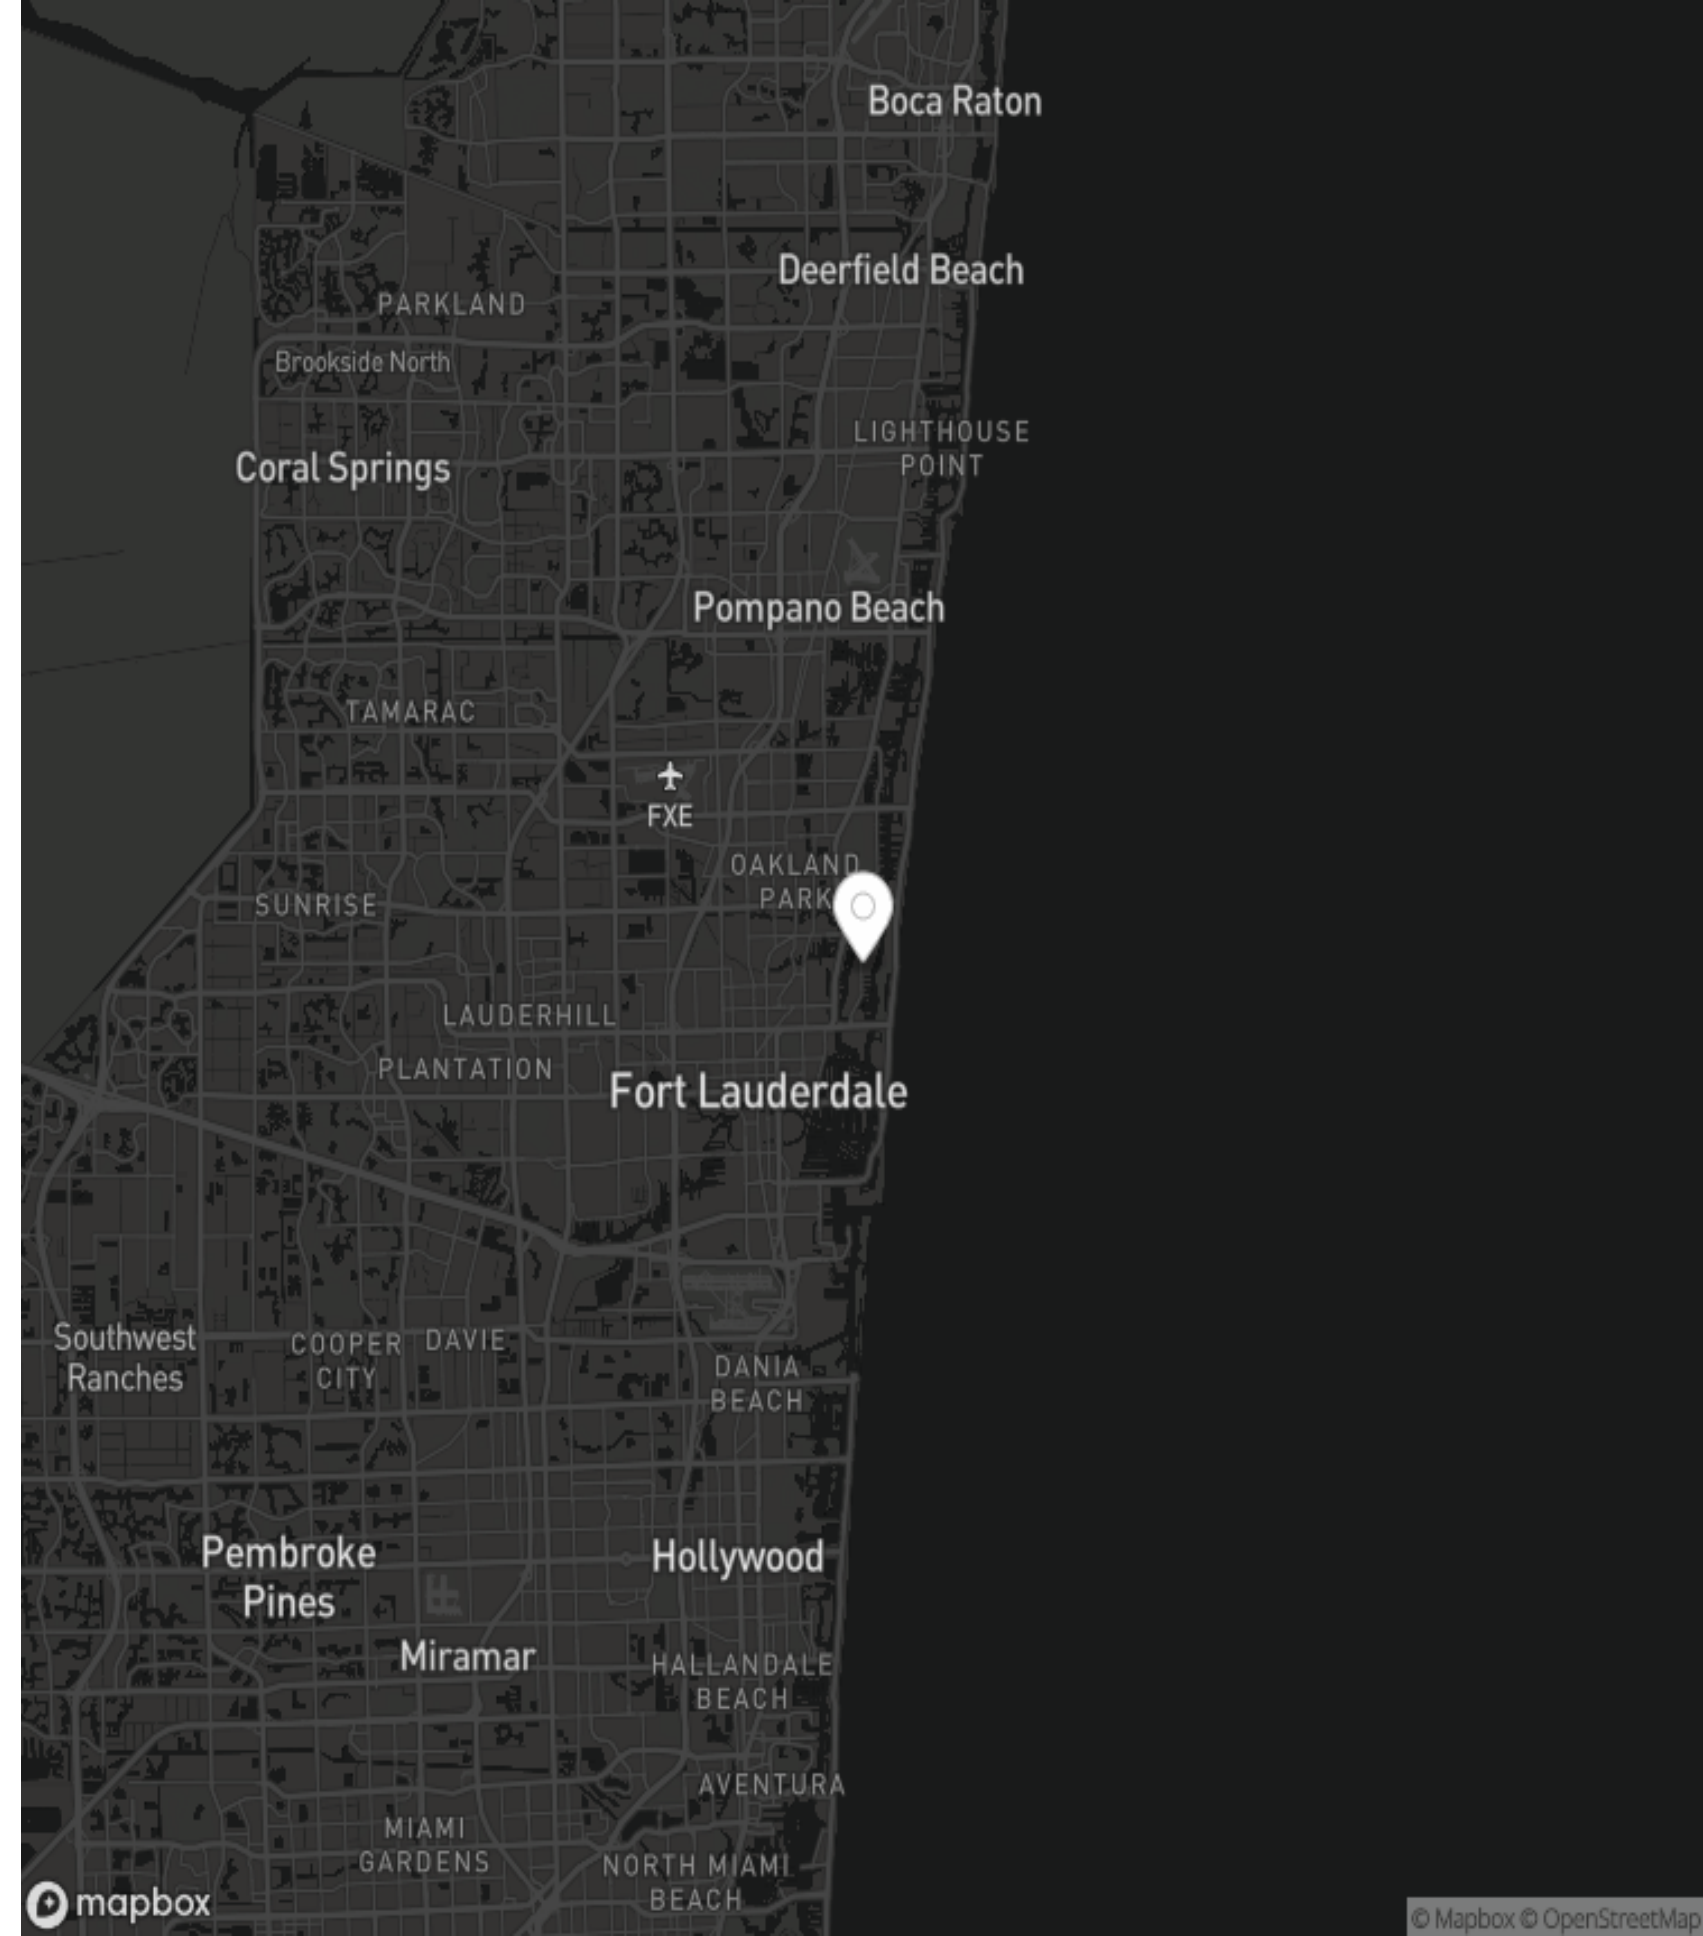 Boca Raton
Deerfield Beach
PARKLAND
Brookside North
LIGHTHOUSE
POINT
Coral Springs
Pompano Beach
TAMARAC
FXE
OAKLAND
PARK
SUNRISE
LAUDERHILL
PLANTATION
Fort Lauderdale
Southwest
Ranches
COOPER
CITY
DAVIE
DANIA
BEACH
Pembroke
Pines
Hollywood
Miramar
HALLANDALE
BEACH
AVENTURA
MIAMI
GARDENS
NORTH MIAMI
BEACH
mapbox
© Mapbox © OpenStreetMap